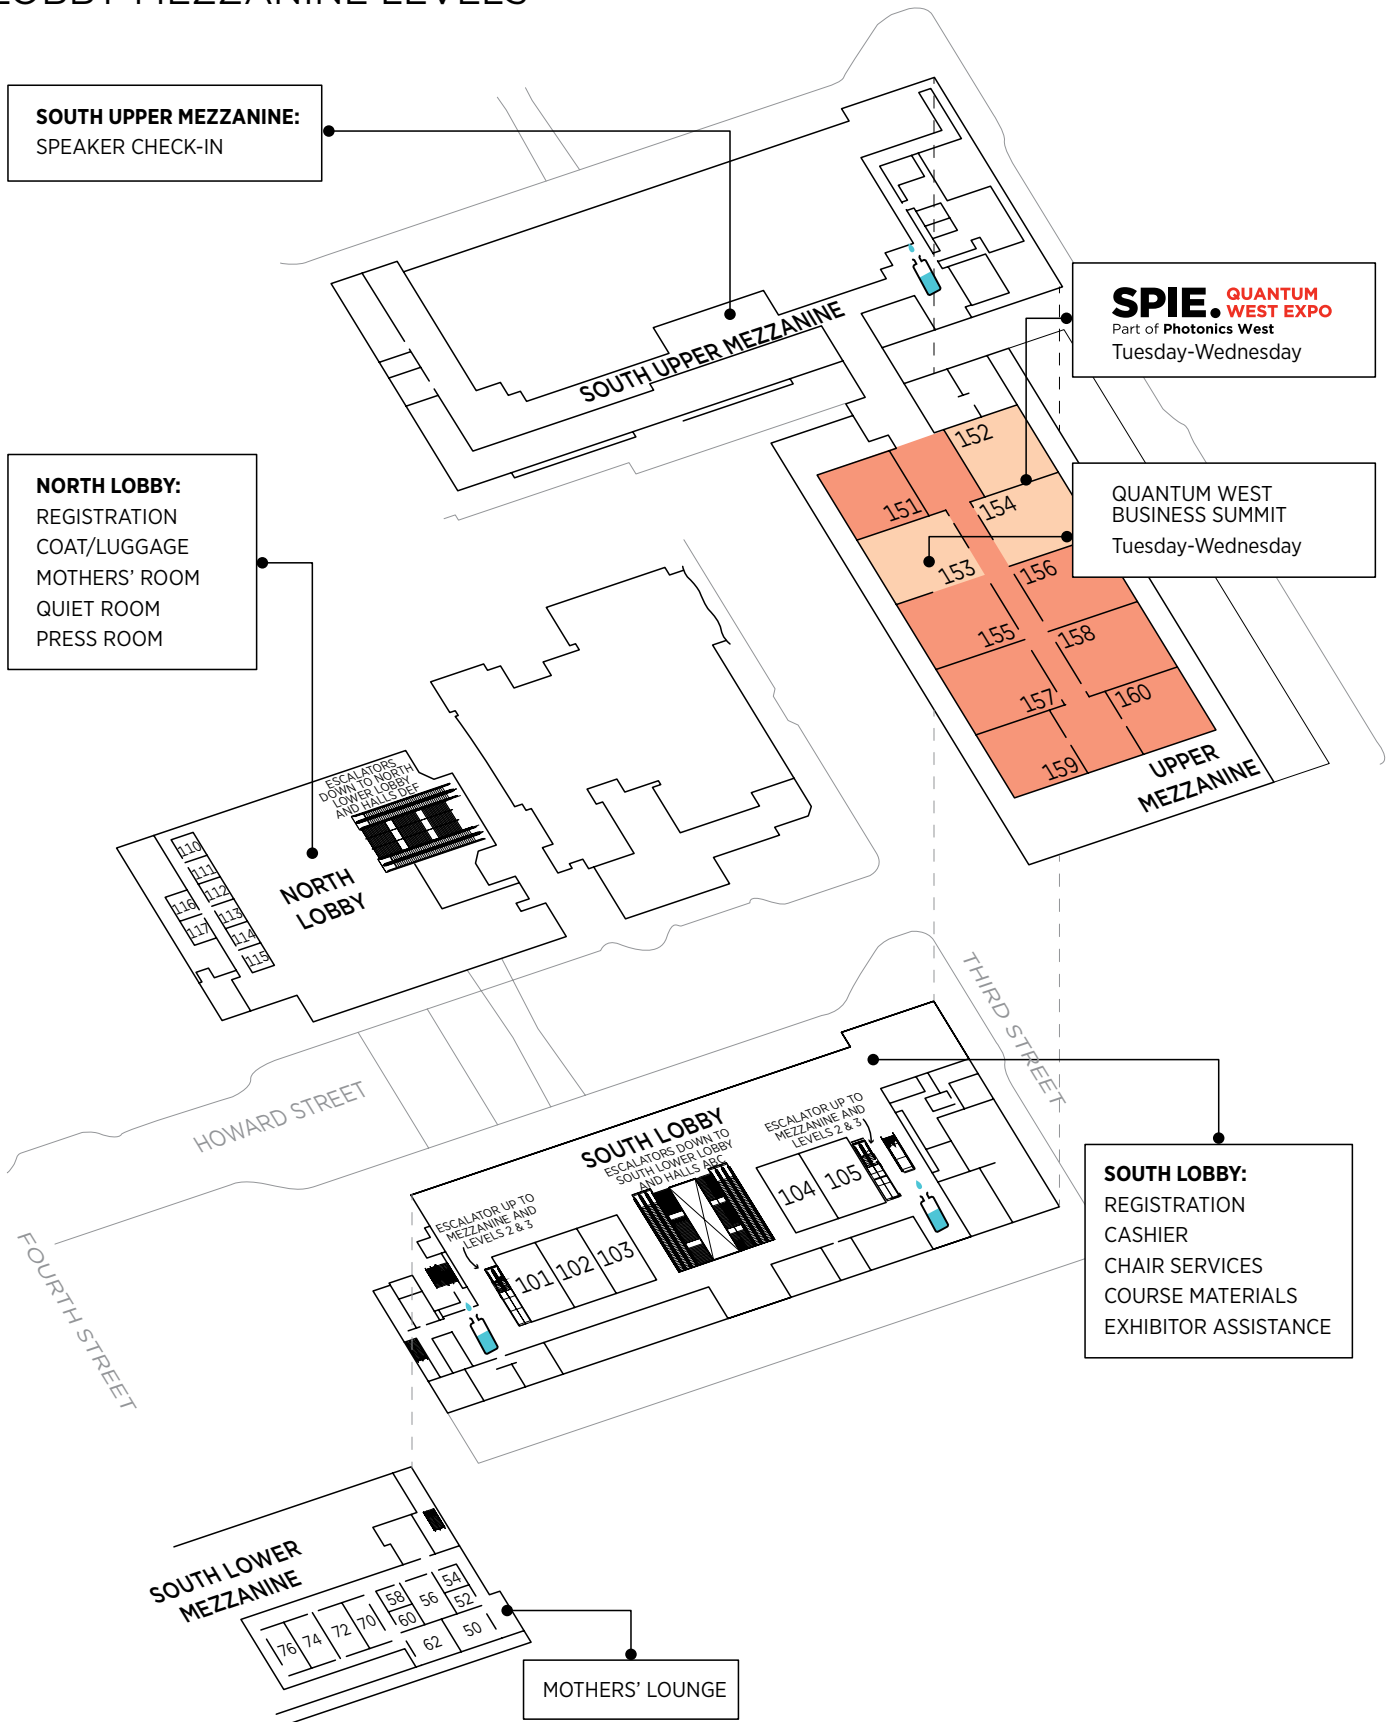 LOBBY MEZZANINE LEVELS
SOUTH UPPER MEZZANINE:
SPEAKER CHECK-IN
SPIE. QUANTUM
WEST EXPO
Part of Photonics West
Tuesday-Wednesday
SOUTH UPPER MEZZANINE
152
151
154
153
156
155
158
157
160
159
UPPER
MEZZANINE
QUANTUM WEST
BUSINESS SUMMIT
Tuesday-Wednesday
NORTH LOBBY:
REGISTRATION
COAT/LUGGAGE
MOTHERS' ROOM
QUIET ROOM
PRESS ROOM
ESCALATORS
DOWN TO NORTH
LOWER LOBBY
AND HALLS DEF
110
111
112
113
114
115
116
117
NORTH
LOBBY
HOWARD STREET
THIRD STREET
FOURTH STREET
SOUTH LOBBY
ESCALATORS DOWN TO
SOUTH LOWER LOBBY
AND HALLS ABC
ESCALATOR UP TO
MEZZANINE AND
LEVELS 2 & 3
104
105
ESCALATOR UP TO
MEZZANINE AND
LEVELS 2 & 3
101
102
103
SOUTH LOBBY:
REGISTRATION
CASHIER
CHAIR SERVICES
COURSE MATERIALS
EXHIBITOR ASSISTANCE
SOUTH LOWER
MEZZANINE
54
52
58
56
60
70
72
74
76
62
50
MOTHERS' LOUNGE